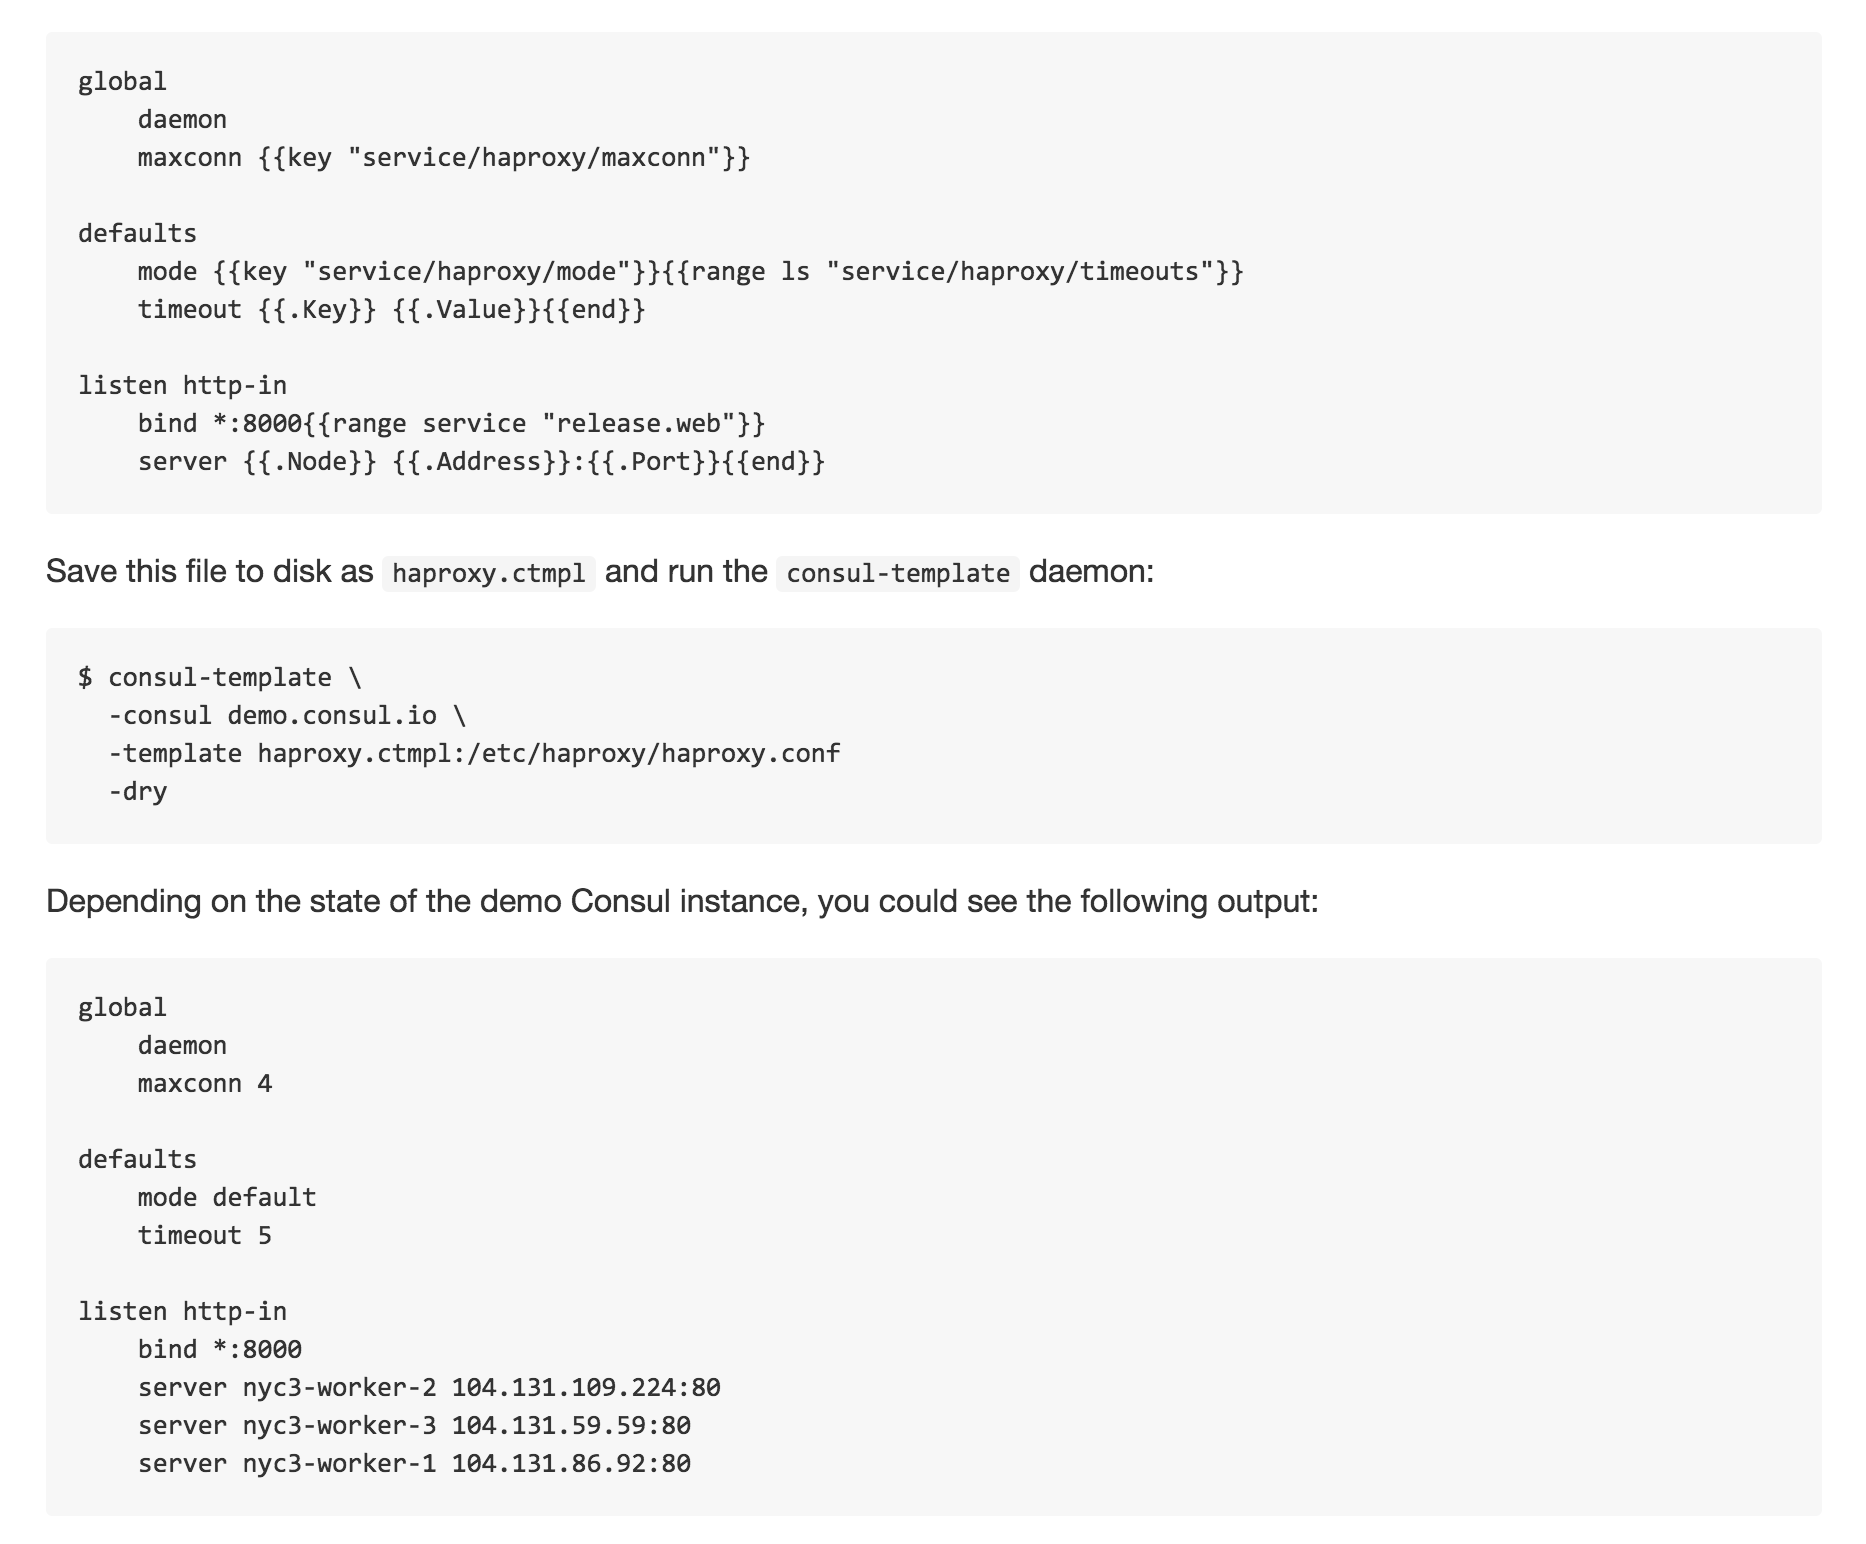 global
    daemon
    maxconn {{key "service/haproxy/maxconn"}}

defaults
    mode {{key "service/haproxy/mode"}}{{range ls "service/haproxy/timeouts"}}
    timeout {{.Key}} {{.Value}}{{end}}

listen http-in
    bind *:8000{{range service "release.web"}}
    server {{.Node}} {{.Address}}:{{.Port}}{{end}}

Save this file to disk as haproxy.ctmpl and run the consul-template daemon:

$ consul-template \
  -consul demo.consul.io \
  -template haproxy.ctmpl:/etc/haproxy/haproxy.conf
  -dry

Depending on the state of the demo Consul instance, you could see the following output:

global
    daemon
    maxconn 4

defaults
    mode default
    timeout 5

listen http-in
    bind *:8000
    server nyc3-worker-2 104.131.109.224:80
    server nyc3-worker-3 104.131.59.59:80
    server nyc3-worker-1 104.131.86.92:80